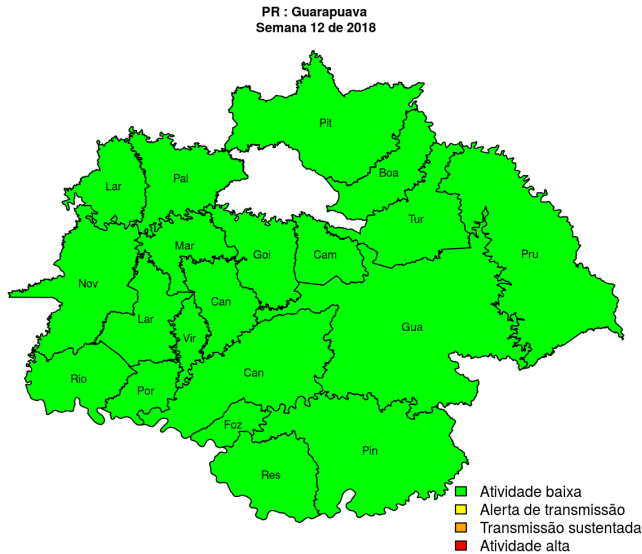 PR : Guarapuava
Semana 12 de 2018
Pit
Boa
Lar
Pal
Tur
Mar
Goi
Cam
Pru
Nov
Can
Lar
Vir
Gua
Rio
Por
Can
Foz
Pin
Res
Atividade baixa
Alerta de transmissão
Transmissão sustentada
Atividade alta